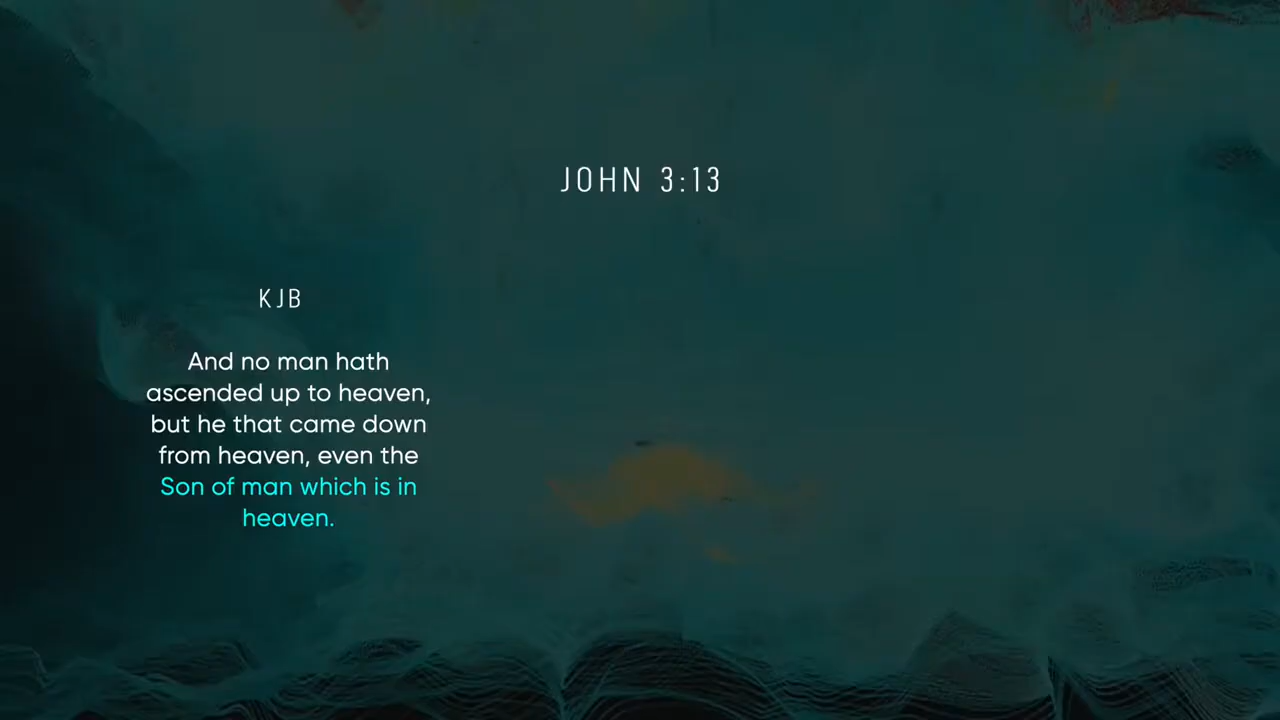 JOHN 3:13
KJB
And no man hath
ascended up to heaven,
but he that came down
from heaven, even the
Son of man which is in
heaven.